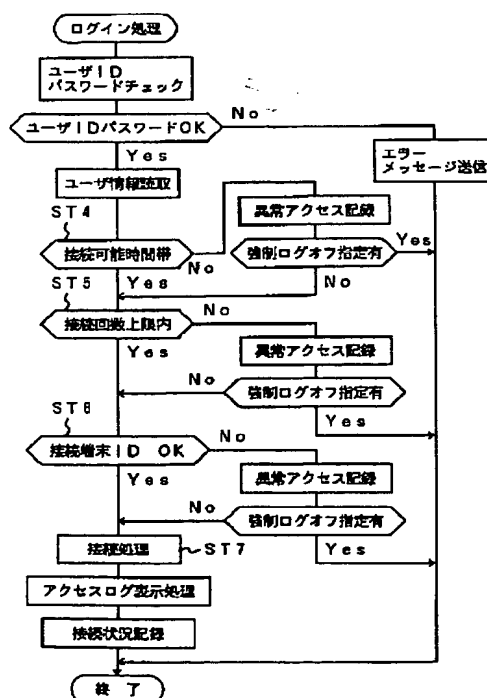 ログイン処理
ユーザID
パスワードチェック
No
ユーザIDパスワードOK
Yes
エラー
メッセージ送信
ユーザ情報読取
ST4
異常アクセス記録
接続可能時間帯
強制ログオフ指定有
Yes
No
ST5
Yes
No
接続回数上限内
No
Yes
異常アクセス記録
No
強制ログオフ指定有
ST6
Yes
接続端末ID OK
No
Yes
異常アクセス記録
No
強制ログオフ指定有
接続処理
ST7
Yes
アクセスログ表示処理
接続状況記録
終了